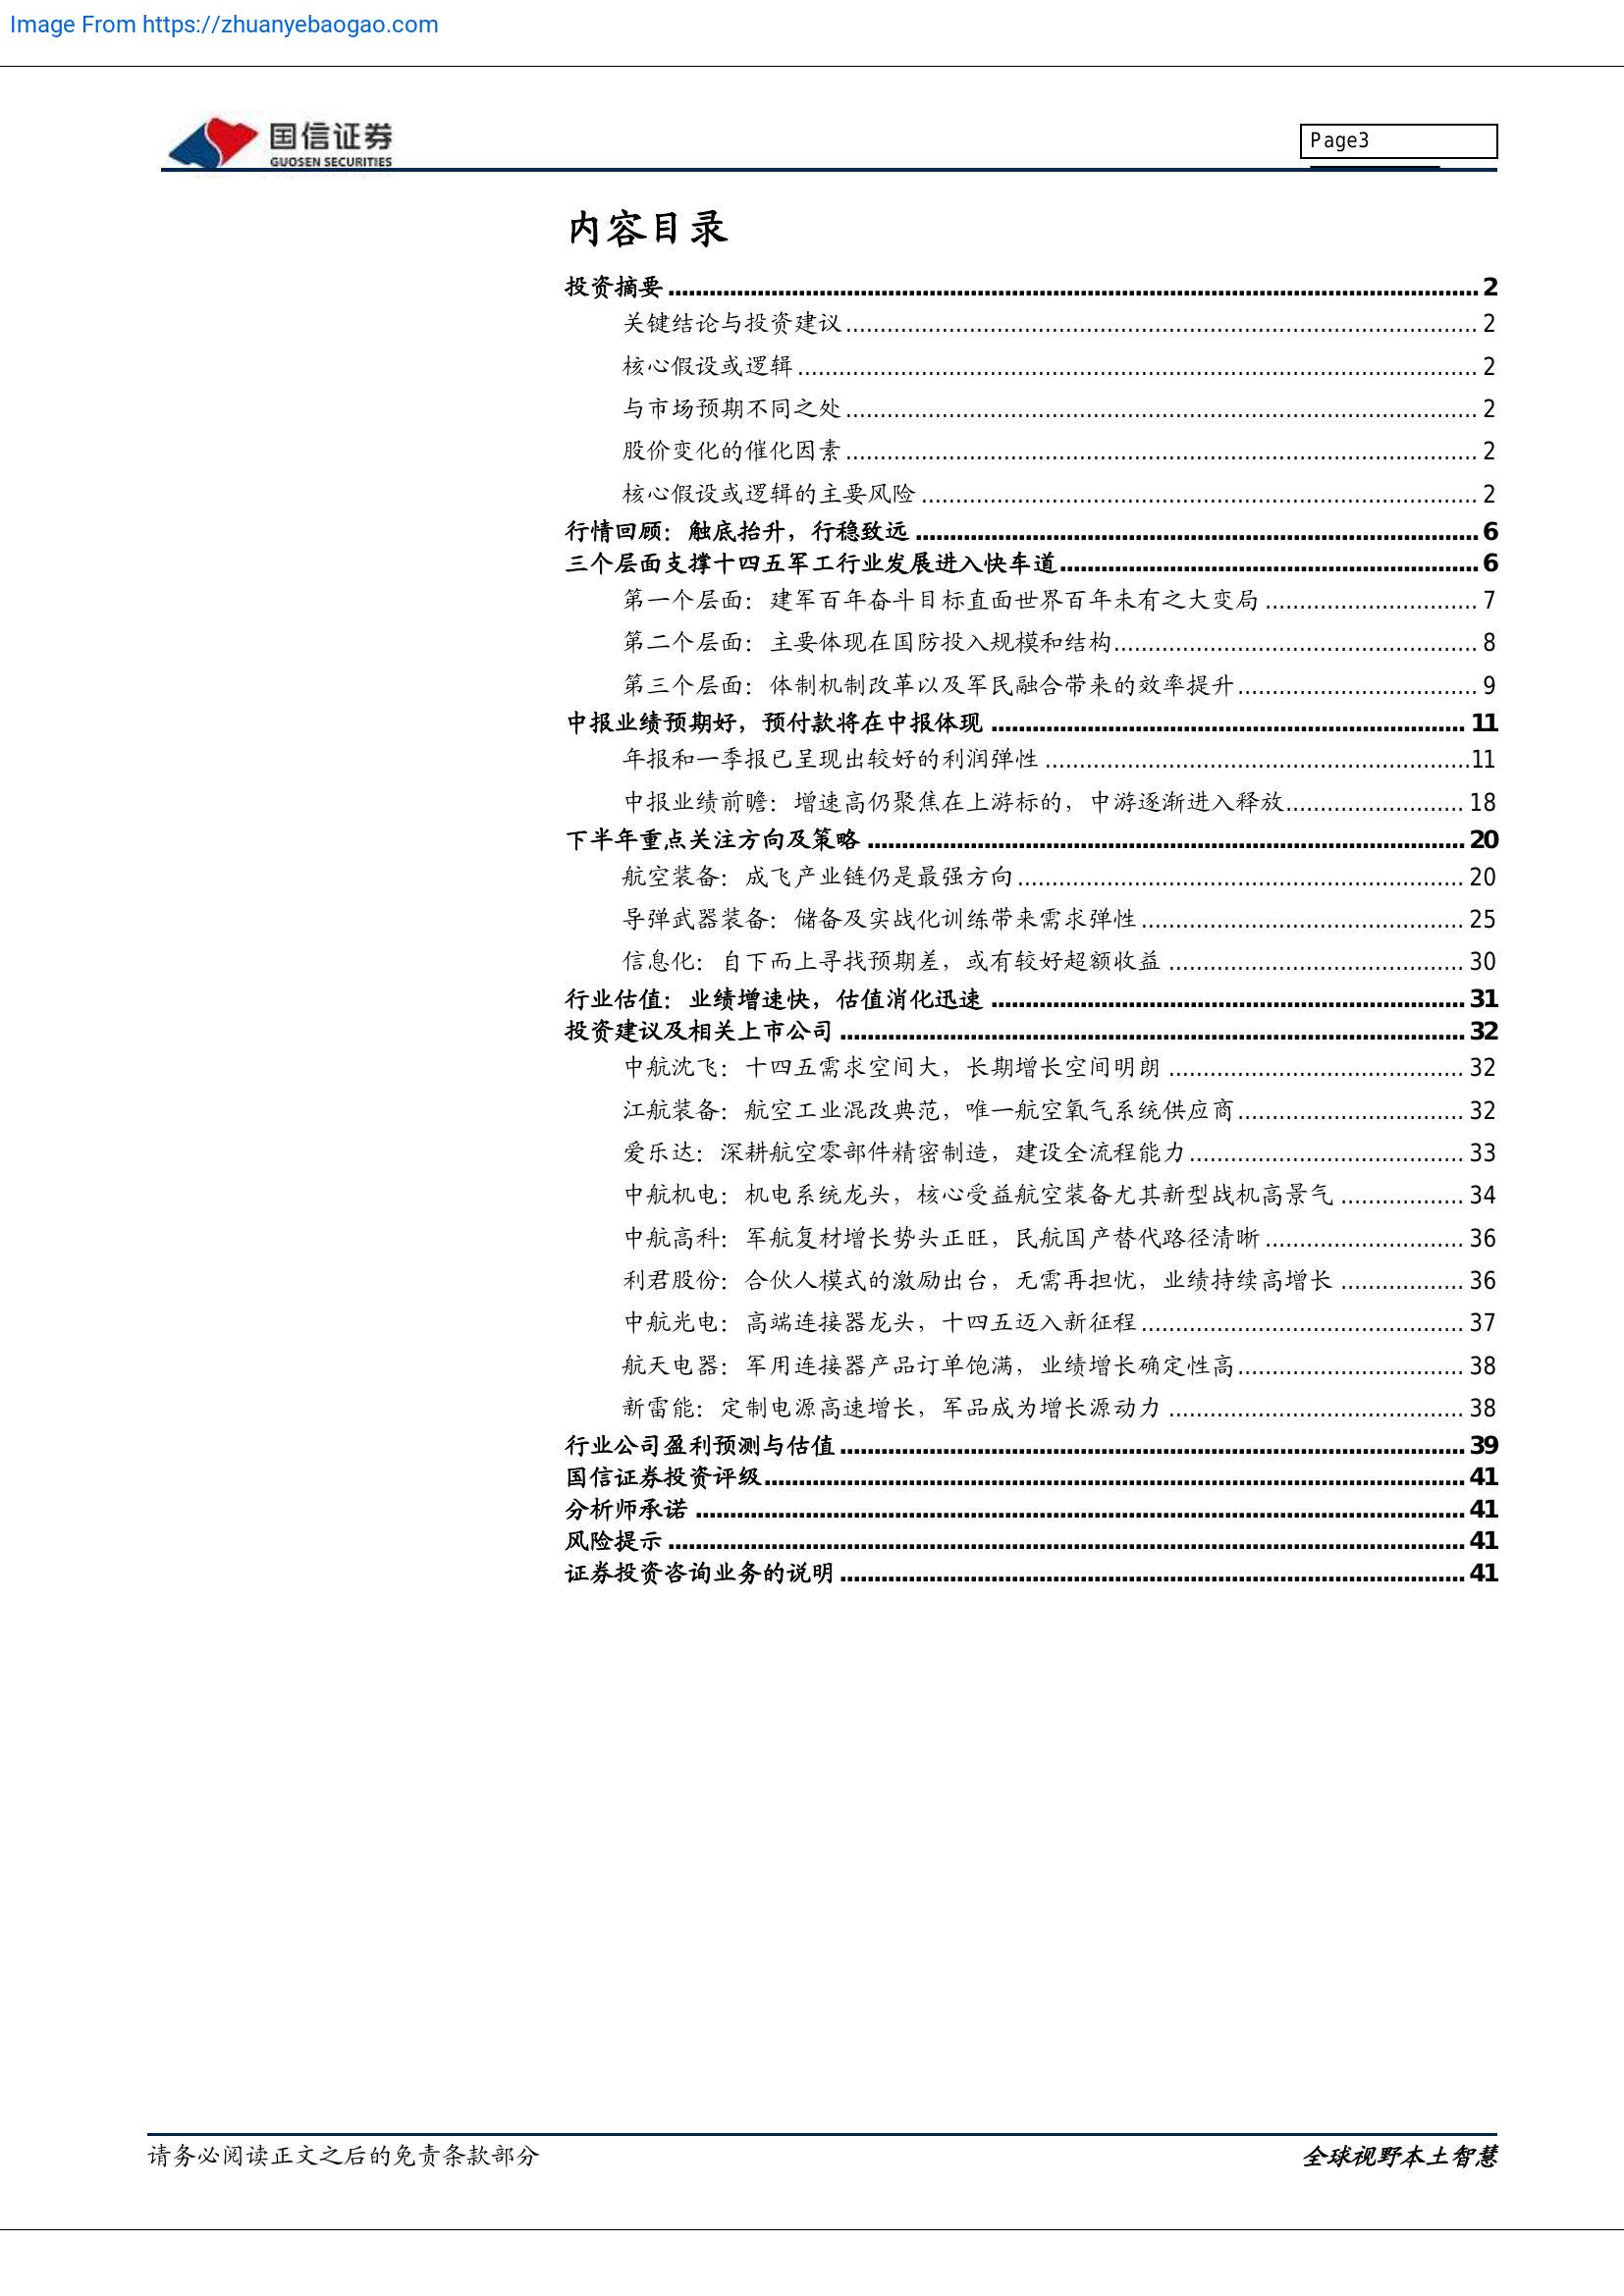 Image From https://zhuanyebaogao.com
国信证券
GUOSEN SECURITIES
Page3
内容目录
投资摘要 ........ 2
关键结论与投资建议 ........ 2
核心假设或逻辑 ........ 2
与市场预期不同之处 ........ 2
股价变化的催化因素 ........ 2
核心假设或逻辑的主要风险 ........ 2
行情回顾：触底抬升，行稳致远 ........ 6
三个层面支撑十四五军工行业发展进入快车道 ........ 6
第一个层面：建军百年奋斗目标直面世界百年未有之大变局 ........ 7
第二个层面：主要体现在国防投入规模和结构 ........ 8
第三个层面：体制机制改革以及军民融合带来的效率提升 ........ 9
中报业绩预期好，预付款将在中报体现 ........ 11
年报和一季报已呈现出较好的利润弹性 ........ 11
中报业绩前瞻：增速高仍聚焦在上游标的，中游逐渐进入释放 ........ 18
下半年重点关注方向及策略 ........ 20
航空装备：成飞产业链仍是最强方向 ........ 20
导弹武器装备：储备及实战化训练带来需求弹性 ........ 25
信息化：自下而上寻找预期差，或有较好超额收益 ........ 30
行业估值：业绩增速快，估值消化迅速 ........ 31
投资建议及相关上市公司 ........ 32
中航沈飞：十四五需求空间大，长期增长空间明朗 ........ 32
江航装备：航空工业混改典范，唯一航空氧气系统供应商 ........ 32
爱乐达：深耕航空零部件精密制造，建设全流程能力 ........ 33
中航机电：机电系统龙头，核心受益航空装备尤其新型战机高景气 ........ 34
中航高科：军航复材增长势头正旺，民航国产替代路径清晰 ........ 36
利君股份：合伙人模式的激励出台，无需再担忧，业绩持续高增长 ........ 36
中航光电：高端连接器龙头，十四五迈入新征程 ........ 37
航天电器：军用连接器产品订单饱满，业绩增长确定性高 ........ 38
新雷能：定制电源高速增长，军品成为增长源动力 ........ 38
行业公司盈利预测与估值 ........ 39
国信证券投资评级 ........ 41
分析师承诺 ........ 41
风险提示 ........ 41
证券投资咨询业务的说明 ........ 41
请务必阅读正文之后的免责条款部分
全球视野本土智慧